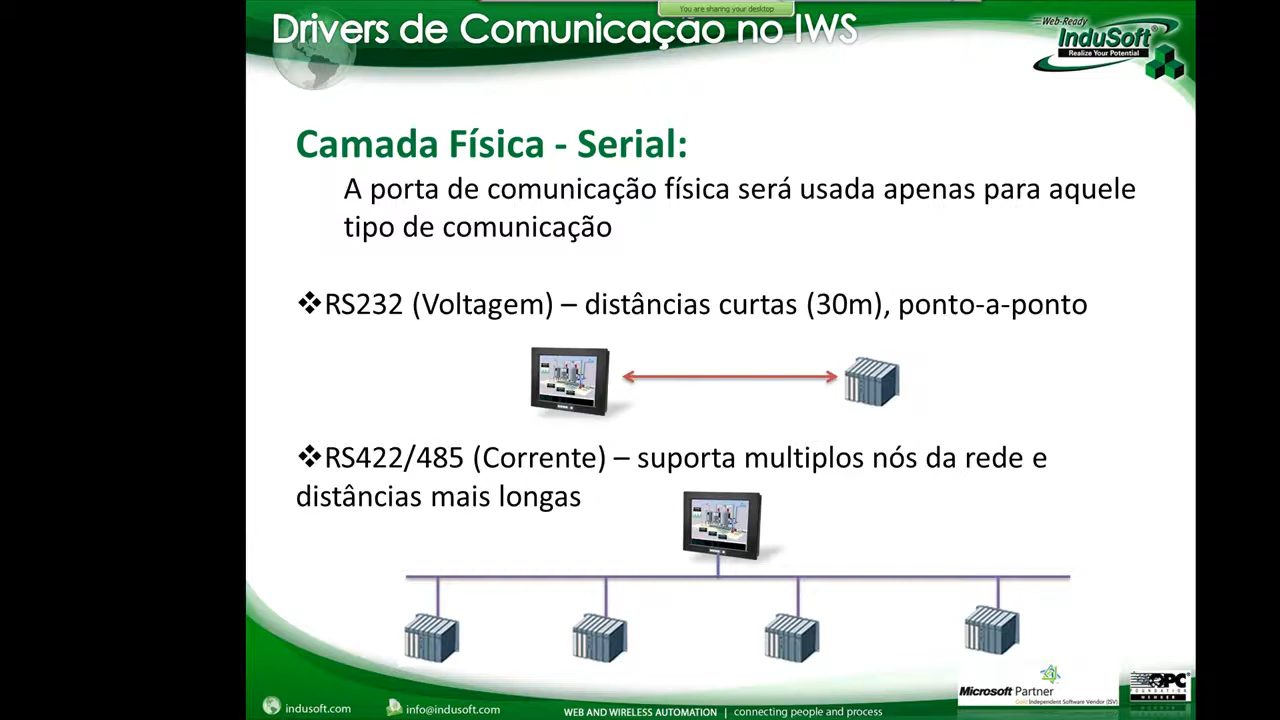 You are sharing your desktop
Drivers de Comunicação no IWS
Web-Ready
InduSoft
Realize Your Potential
Camada Física - Serial:
A porta de comunicação física será usada apenas para aquele
tipo de comunicação
❖RS232 (Voltagem) – distâncias curtas (30m), ponto-a-ponto
❖RS422/485 (Corrente) – suporta multiplos nós da rede e
distâncias mais longas
indusoft.com
info@indusoft.com
WEB AND WIRELESS AUTOMATION | connecting people and process
Microsoft Partner
Gold Independent Software Vendor (ISV)
OPC
FOUNDATION
MEMBER